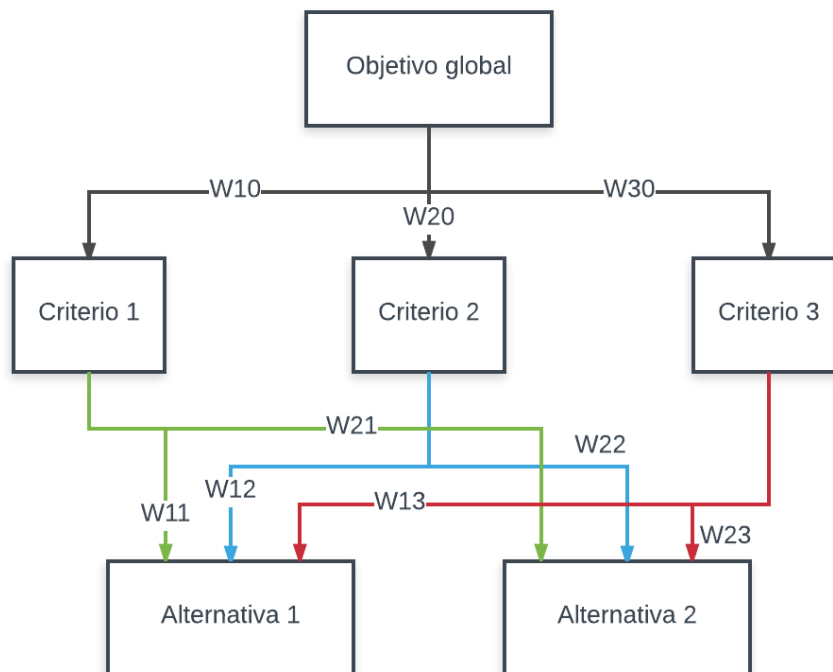 Objetivo global
W10
W30
W20
Criterio 1
Criterio 2
Criterio 3
W21
W22
W12
W13
W11
W23
Alternativa 1
Alternativa 2